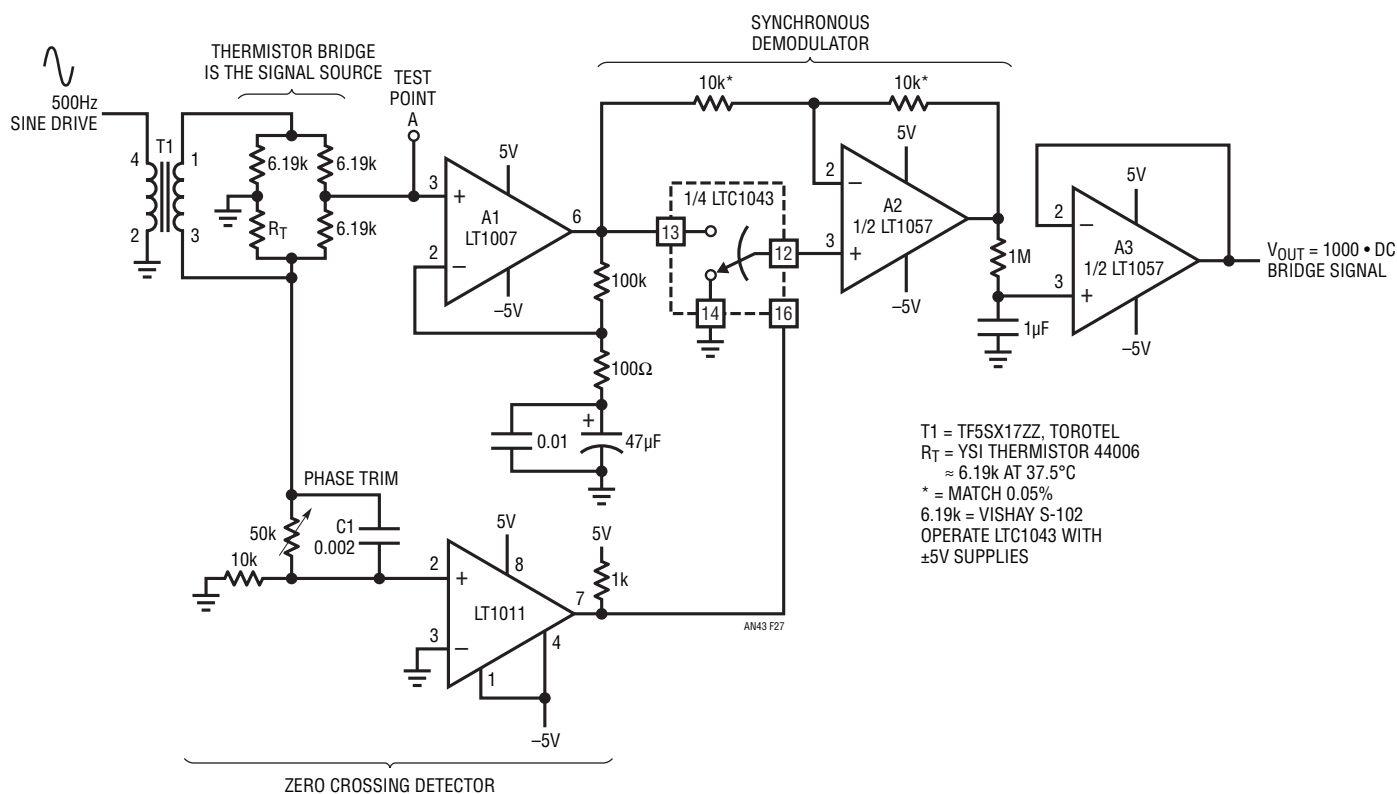 SYNCHRONOUS
DEMODULATOR
THERMISTOR BRIDGE
IS THE SIGNAL SOURCE
TEST
POINT
A
500Hz
SINE DRIVE
T1
4
1
2
3
6.19k
6.19k
RT
6.19k
3
+
2
–
A1
LT1007
5V
–5V
6
10k*
10k*
1/4 LTC1043
13
12
14
16
100k
100Ω
0.01
+
47µF
2
–
3
+
5V
A2
1/2 LT1057
–5V
1M
1µF
2
–
3
+
5V
A3
1/2 LT1057
–5V
VOUT = 1000 • DC
BRIDGE SIGNAL
T1 = TF5SX17ZZ, TOROTEL
RT = YSI THERMISTOR 44006
≈ 6.19k AT 37.5°C
* = MATCH 0.05%
6.19k = VISHAY S-102
OPERATE LTC1043 WITH
±5V SUPPLIES
PHASE TRIM
50k
C1
0.002
10k
2
+
3
–
5V
8
LT1011
7
4
1
–5V
5V
1k
AN43 F27
ZERO CROSSING DETECTOR